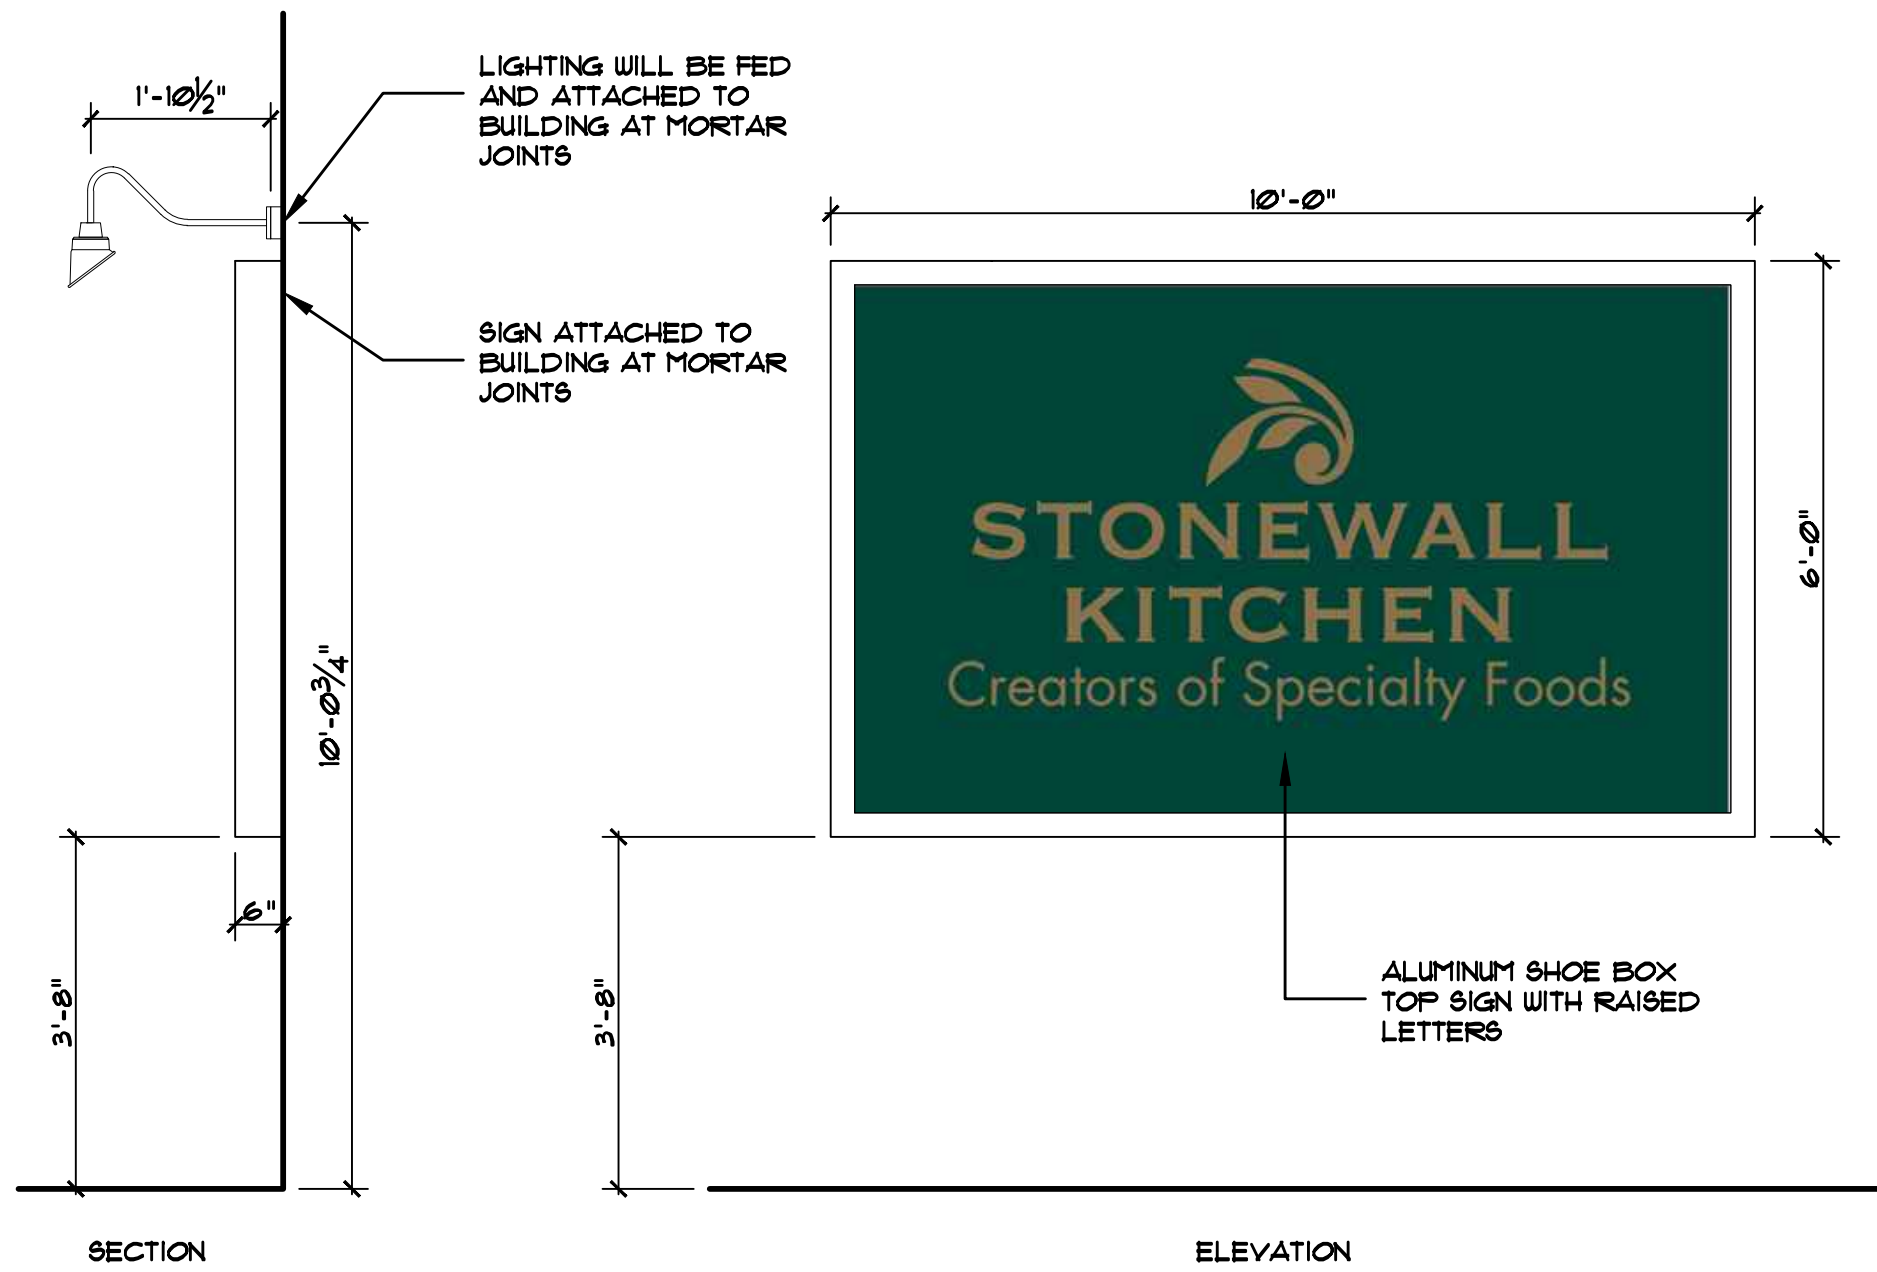 1'-10½"
LIGHTING WILL BE FED
AND ATTACHED TO
BUILDING AT MORTAR
JOINTS
SIGN ATTACHED TO
BUILDING AT MORTAR
JOINTS
10'-0¾"
6"
3'-8"
SECTION
10'-0"
6'-0"
STONEWALL
KITCHEN
Creators of Specialty Foods
3'-8"
ALUMINUM SHOE BOX
TOP SIGN WITH RAISED
LETTERS
ELEVATION